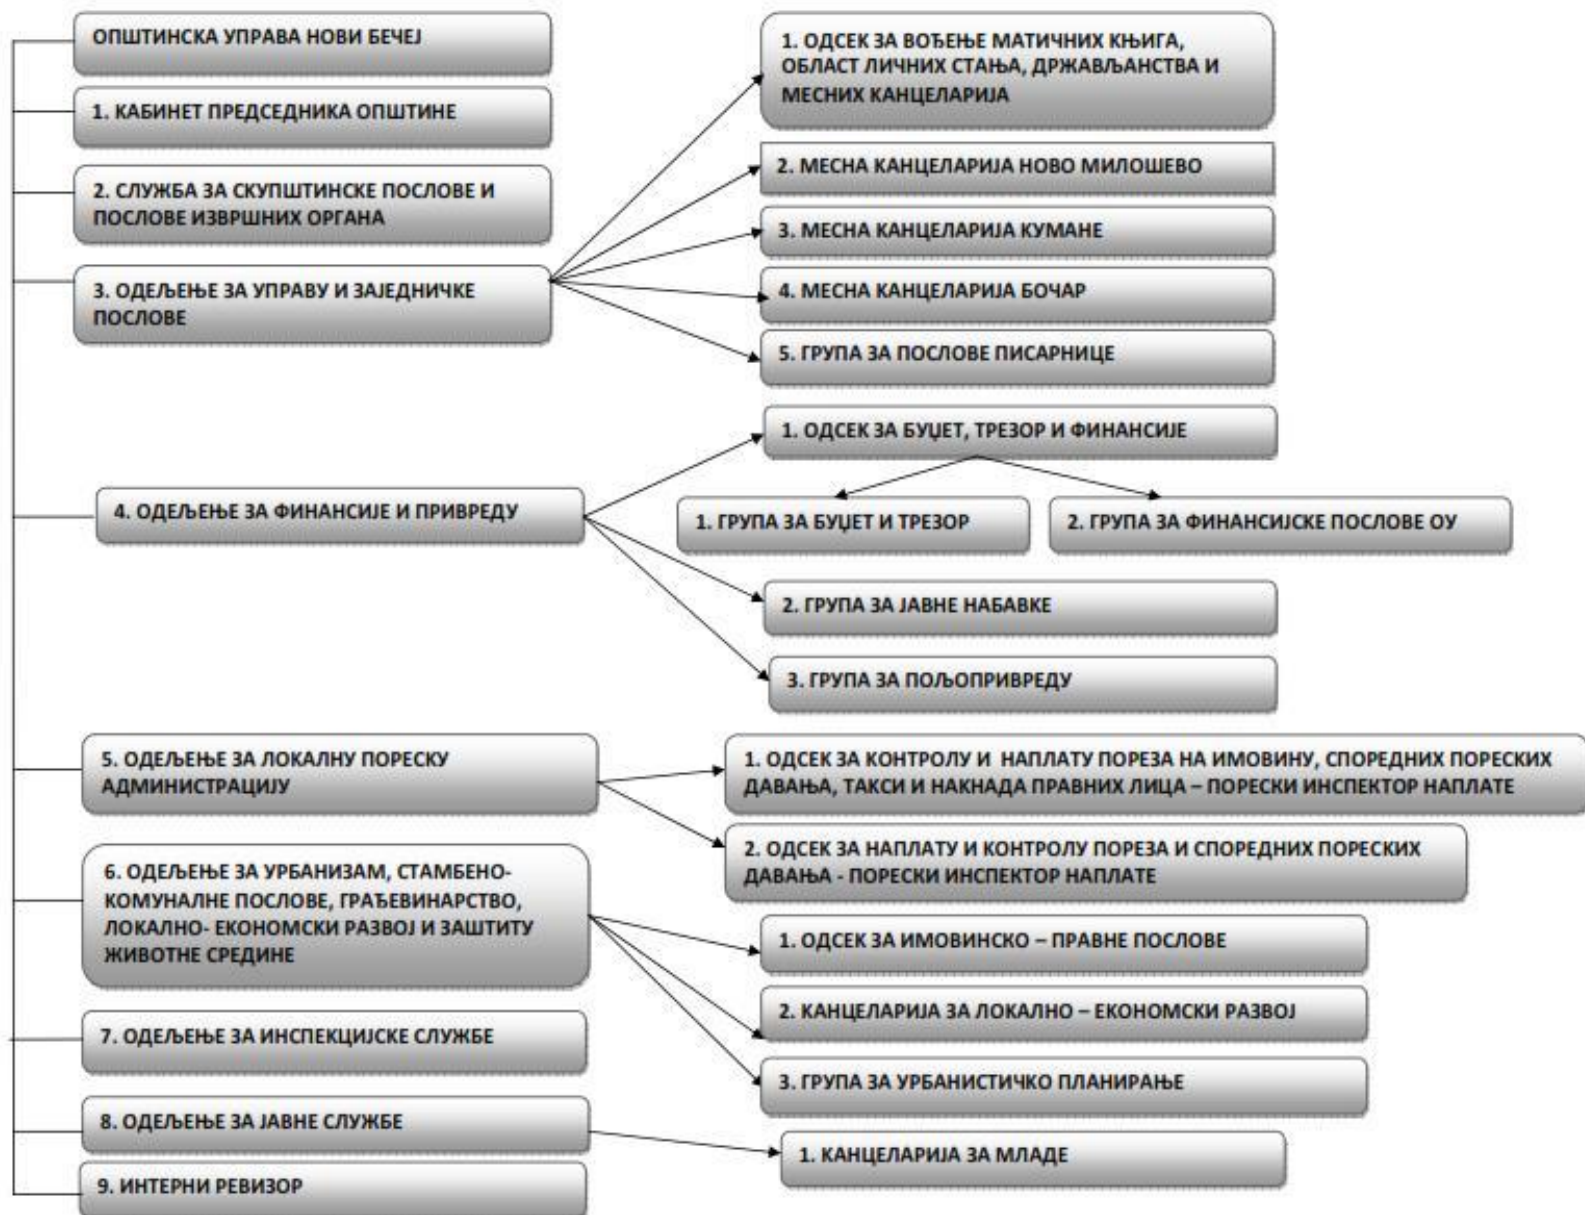 ОПШТИНСКА УПРАВА НОВИ БЕЧЕЈ
1. КАБИНЕТ ПРЕДСЕДНИКА ОПШТИНЕ
2. СЛУЖБА ЗА СКУПШТИНСКЕ ПОСЛОВЕ И
ПОСЛОВЕ ИЗВРШНИХ ОРГАНА
3. ОДЕЉЕЊЕ ЗА УПРАВУ И ЗАЈЕДНИЧКЕ
ПОСЛОВЕ
1. ОДСЕК ЗА ВОЂЕЊЕ МАТИЧНИХ КЊИГА,
ОБЛАСТ ЛИЧНИХ СТАЊА, ДРЖАВЉАНСТВА И
МЕСНИХ КАНЦЕЛАРИЈА
2. МЕСНА КАНЦЕЛАРИЈА НОВО МИЛОШЕВО
3. МЕСНА КАНЦЕЛАРИЈА КУМАНЕ
4. МЕСНА КАНЦЕЛАРИЈА БОЧАР
5. ГРУПА ЗА ПОСЛОВЕ ПИСАРНИЦЕ
4. ОДЕЉЕЊЕ ЗА ФИНАНСИЈЕ И ПРИВРЕДУ
1. ОДСЕК ЗА БУЏЕТ, ТРЕЗОР И ФИНАНСИЈЕ
1. ГРУПА ЗА БУЏЕТ И ТРЕЗОР
2. ГРУПА ЗА ФИНАНСИЈСКЕ ПОСЛОВЕ ОУ
2. ГРУПА ЗА ЈАВНЕ НАБАВКЕ
3. ГРУПА ЗА ПОЉОПРИВРЕДУ
5. ОДЕЉЕЊЕ ЗА ЛОКАЛНУ ПОРЕСКУ
АДМИНИСТРАЦИЈУ
1. ОДСЕК ЗА КОНТРОЛУ И НАПЛАТУ ПОРЕЗА НА ИМОВИНУ, СПОРЕДНИХ ПОРЕСКИХ
ДАВАЊА, ТАКСИ И НАКНАДА ПРАВНИХ ЛИЦА – ПОРЕСКИ ИНСПЕКТОР НАПЛАТЕ
2. ОДСЕК ЗА НАПЛАТУ И КОНТРОЛУ ПОРЕЗА И СПОРЕДНИХ ПОРЕСКИХ
ДАВАЊА - ПОРЕСКИ ИНСПЕКТОР НАПЛАТЕ
6. ОДЕЉЕЊЕ ЗА УРБАНИЗАМ, СТАМБЕНО-
КОМУНАЛНЕ ПОСЛОВЕ, ГРАЂЕВИНАРСТВО,
ЛОКАЛНО- ЕКОНОМСКИ РАЗВОЈ И ЗАШТИТУ
ЖИВОТНЕ СРЕДИНЕ
1. ОДСЕК ЗА ИМОВИНСКО – ПРАВНЕ ПОСЛОВЕ
2. КАНЦЕЛАРИЈА ЗА ЛОКАЛНО – ЕКОНОМСКИ РАЗВОЈ
3. ГРУПА ЗА УРБАНИСТИЧКО ПЛАНИРАЊЕ
7. ОДЕЉЕЊЕ ЗА ИНСПЕКЦИЈСКЕ СЛУЖБЕ
8. ОДЕЉЕЊЕ ЗА ЈАВНЕ СЛУЖБЕ
1. КАНЦЕЛАРИЈА ЗА МЛАДЕ
9. ИНТЕРНИ РЕВИЗОР